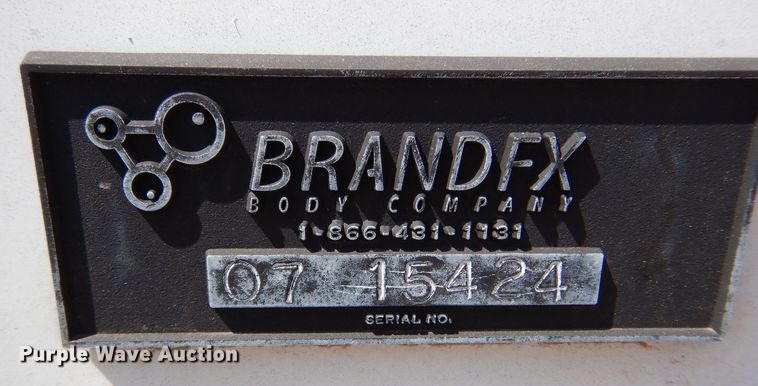 BRANDFX
BODY COMPANY
1-866-431-1131
07 15424
SERIAL NO.
Purple Wave Auction